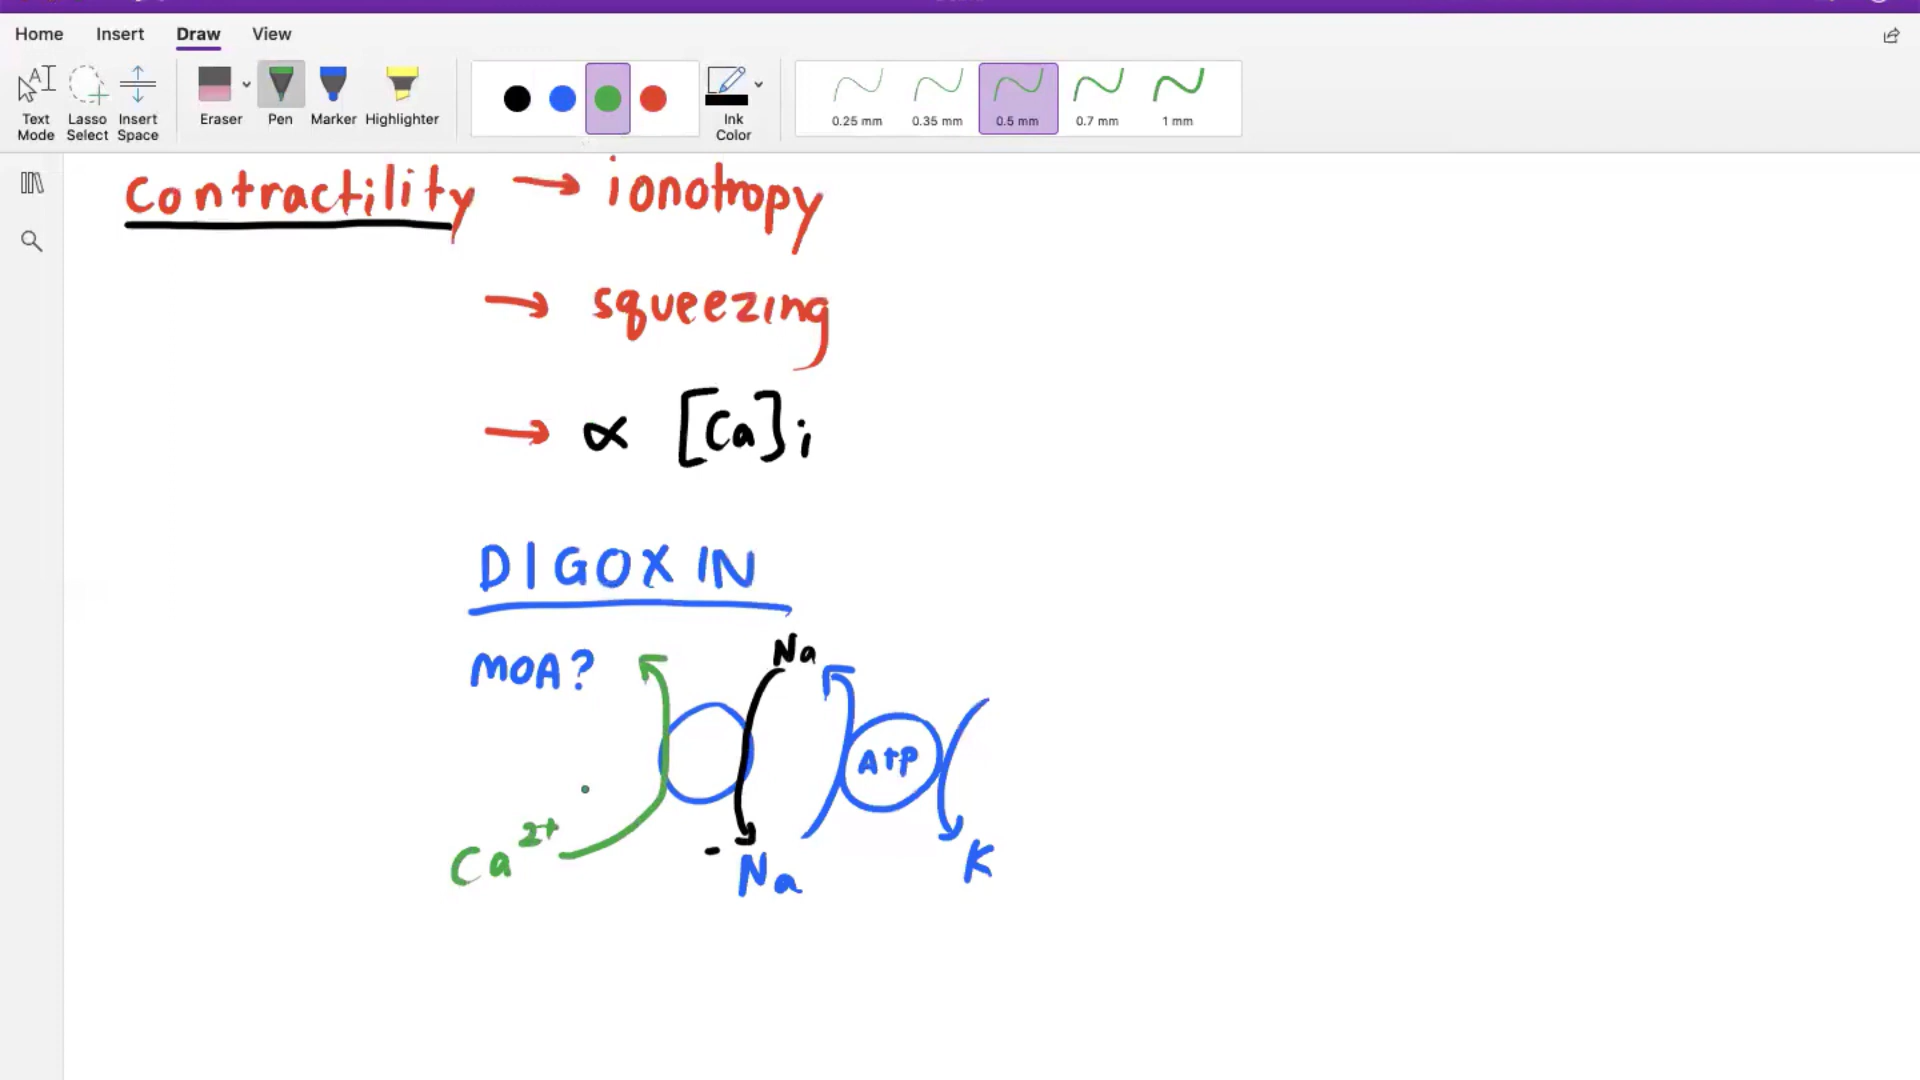 Home Insert Draw View
Text Mode
Lasso Select
Insert Space
Eraser
Pen
Marker
Highlighter
Ink Color
0.25 mm
0.35 mm
0.5 mm
0.7 mm
1 mm
Contractility → ionotropy
→ squeezing
→ ∝ [Ca]i
DIGOXIN
MOA?
Na
ATP
Ca2+
- Na
K